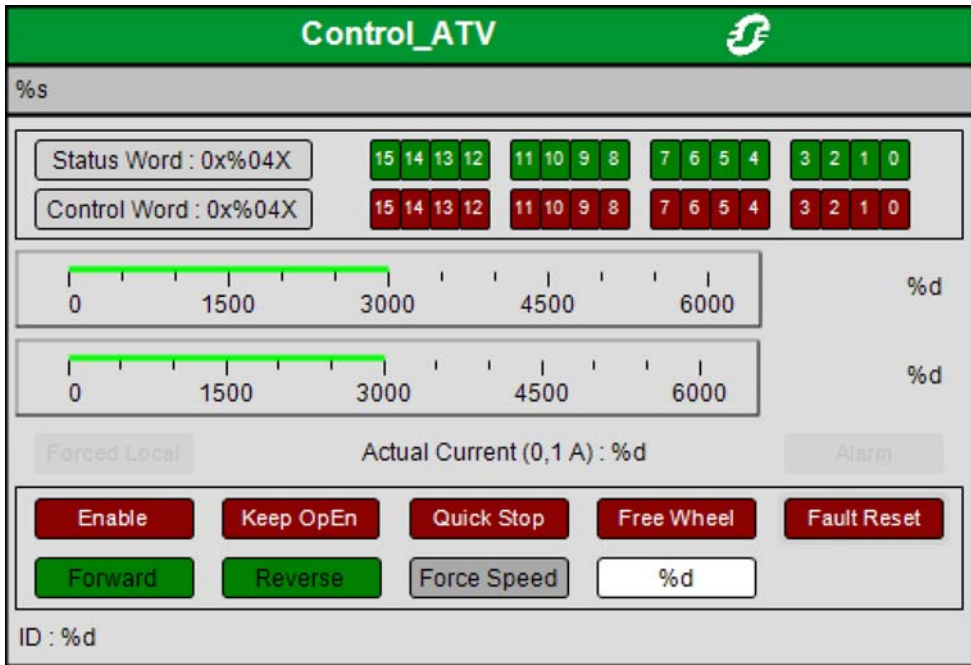 Control_ATV
%s
Status Word : 0x%04X 15 14 13 12 11 10 9 8 7 6 5 4 3 2 1 0
Control Word : 0x%04X 15 14 13 12 11 10 9 8 7 6 5 4 3 2 1 0
0 1500 3000 4500 6000 %d
0 1500 3000 4500 6000 %d
Forced Local Actual Current (0,1 A) : %d Alarm
Enable Keep OpEn Quick Stop Free Wheel Fault Reset
Forward Reverse Force Speed %d
ID : %d